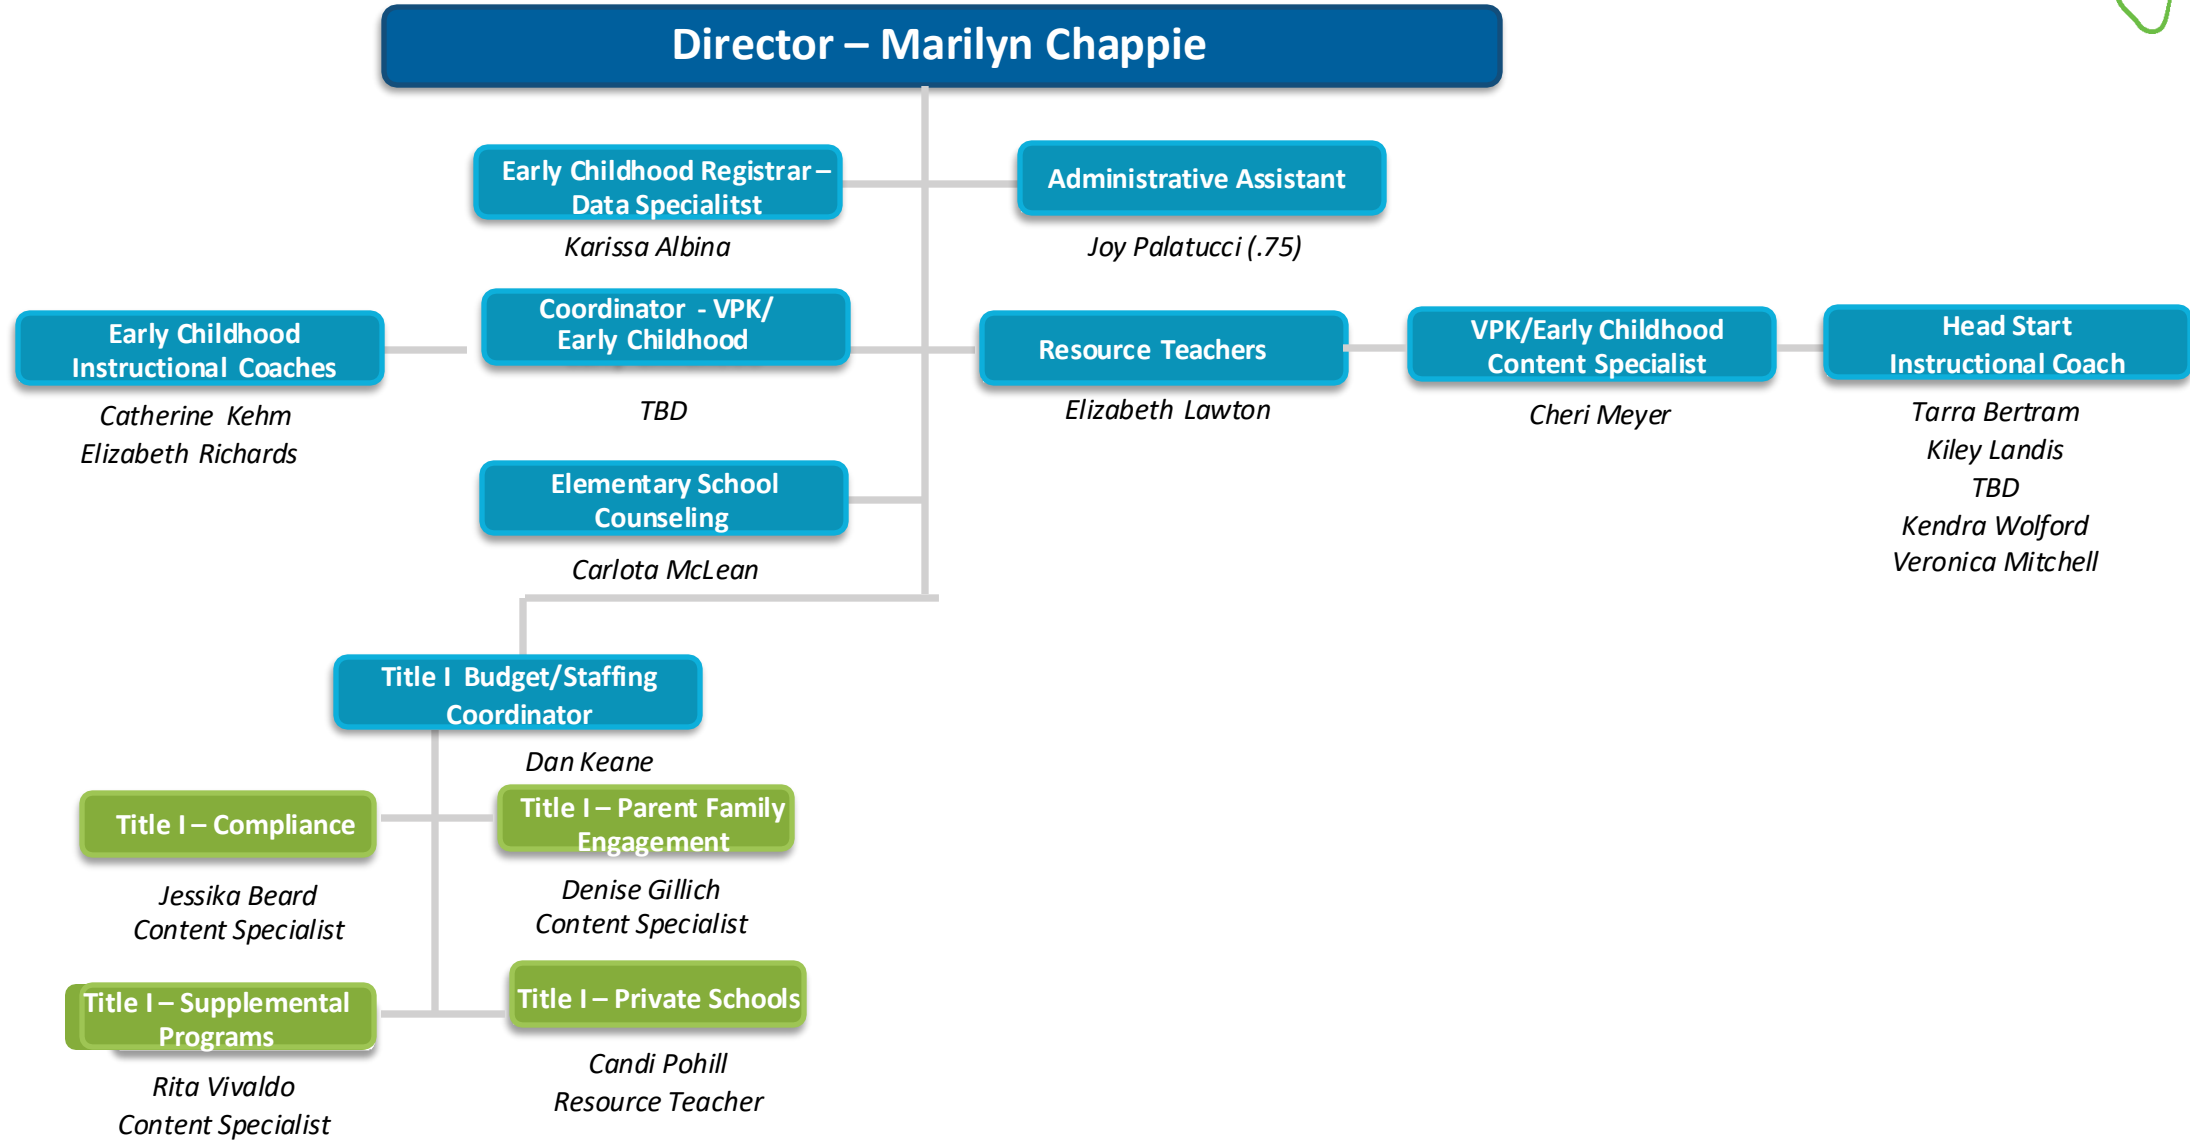 Director – Marilyn Chappie
Early Childhood Registrar –
Data Specialitst
Karissa Albina
Administrative Assistant
Joy Palatucci (.75)
Early Childhood
Instructional Coaches
Catherine Kehm
Elizabeth Richards
Coordinator - VPK/
Early Childhood
TBD
Resource Teachers
Elizabeth Lawton
VPK/Early Childhood
Content Specialist
Cheri Meyer
Head Start
Instructional Coach
Tarra Bertram
Kiley Landis
TBD
Kendra Wolford
Veronica Mitchell
Elementary School
Counseling
Carlota McLean
Title I Budget/Staffing
Coordinator
Dan Keane
Title I – Compliance
Jessika Beard
Content Specialist
Title I – Parent Family
Engagement
Denise Gillich
Content Specialist
Title I – Supplemental
Programs
Rita Vivaldo
Content Specialist
Title I – Private Schools
Candi Pohill
Resource Teacher